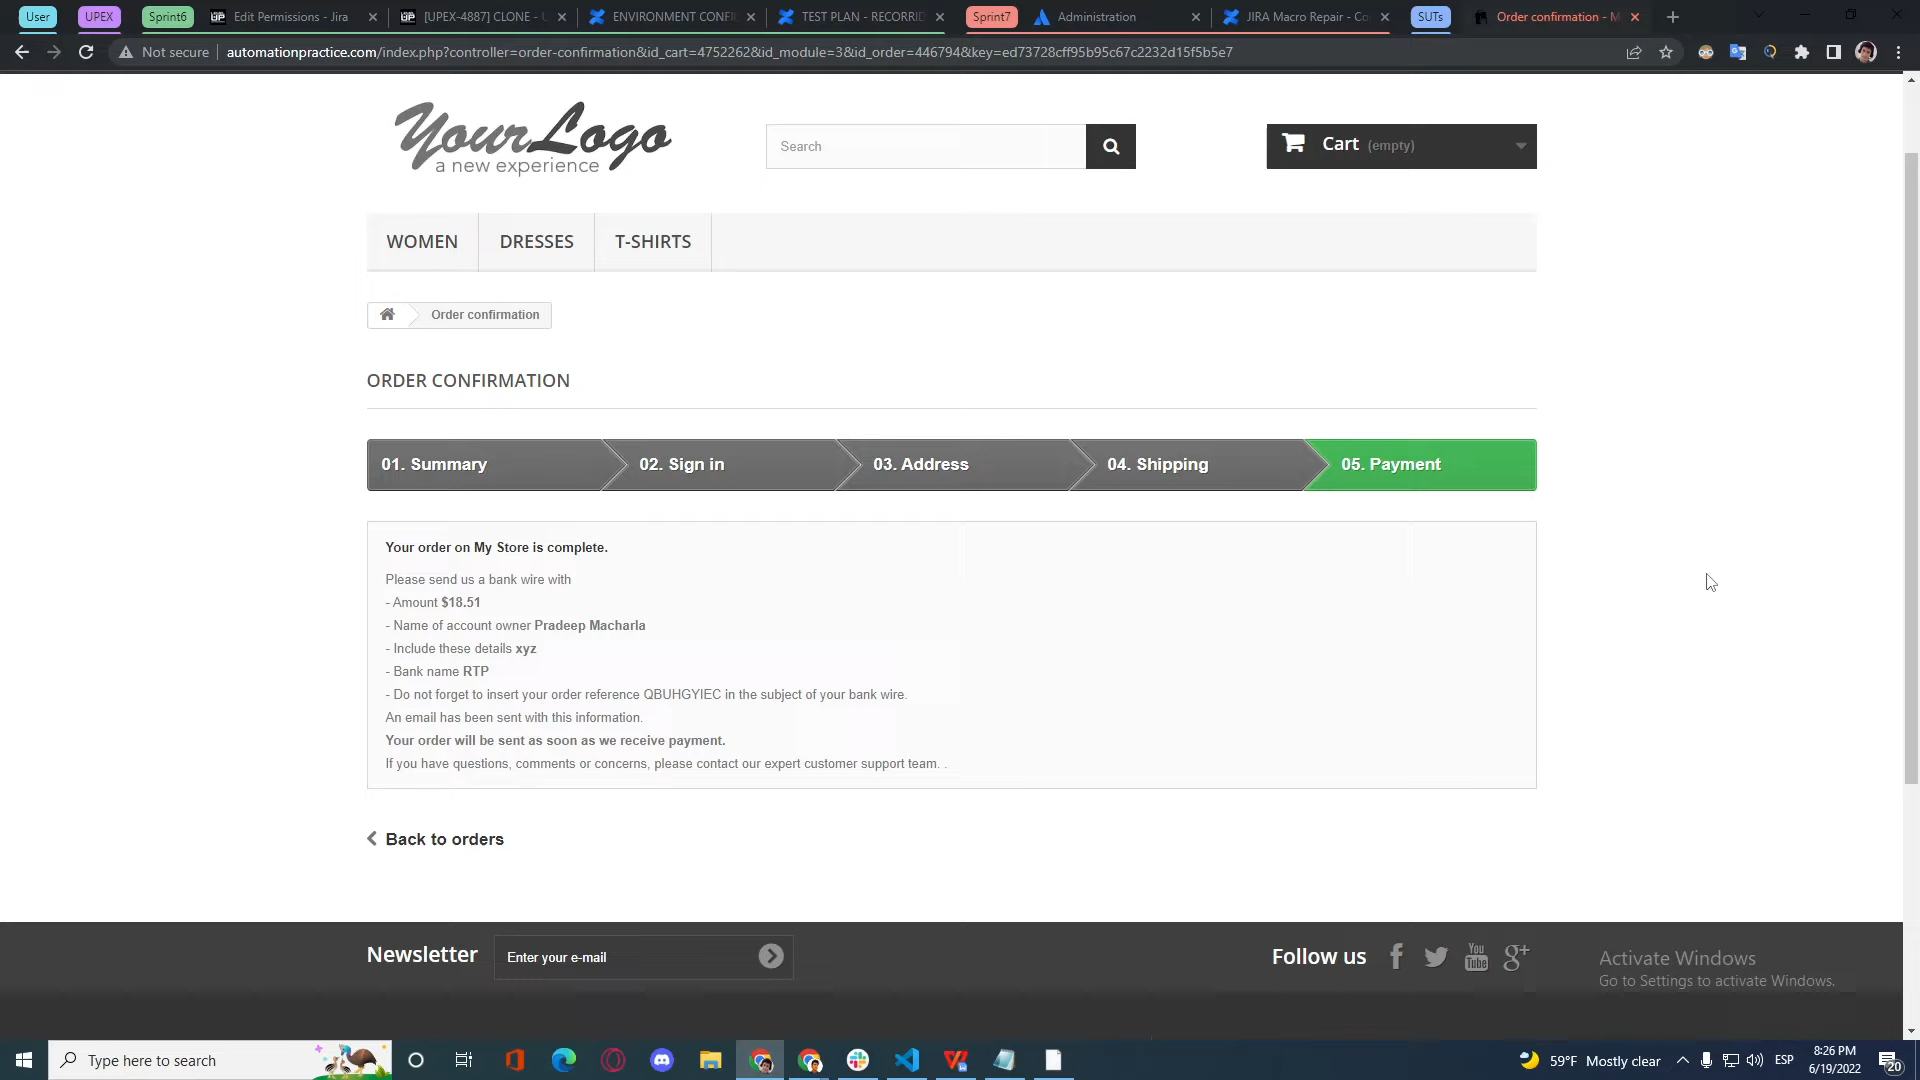 User
UPEX
Sprint6
Edit Permissions - Jira
[UPEX-4887] CLONE - U
ENVIRONMENT CONFI
TEST PLAN - RECORRID
Sprint7
Administration
JIRA Macro Repair - Co
SUTs
Order confirmation - M
Not secure
automationpractice.com/index.php?controller=order-confirmation&id_cart=4752262&id_module=3&id_order=446794&key=ed73728cff95b95c67c2232d15f5b5e7
YourLogo
a new experience
Search
Cart (empty)
WOMEN
DRESSES
T-SHIRTS
Order confirmation
ORDER CONFIRMATION
01. Summary
02. Sign in
03. Address
04. Shipping
05. Payment
Your order on My Store is complete.
Please send us a bank wire with
- Amount $18.51
- Name of account owner Pradeep Macharla
- Include these details xyz
- Bank name RTP
- Do not forget to insert your order reference QBUHGYIEC in the subject of your bank wire.
An email has been sent with this information.
Your order will be sent as soon as we receive payment.
If you have questions, comments or concerns, please contact our expert customer support team. .
Back to orders
Newsletter
Enter your e-mail
Follow us
You Tube
g+
Activate Windows
Go to Settings to activate Windows.
Type here to search
59°F Mostly clear
ESP
8:26 PM
6/19/2022
20